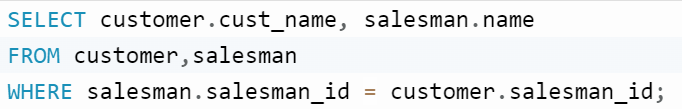 SELECT customer.cust_name, salesman.name
FROM customer,salesman
WHERE salesman.salesman_id = customer.salesman_id;